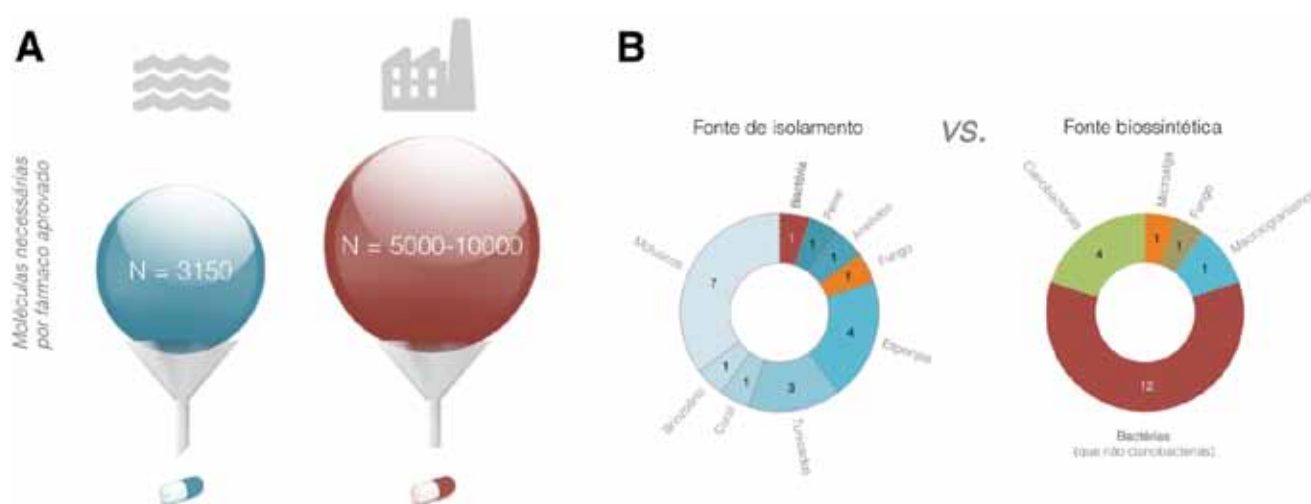 A
B
Moléculas necessárias
por fármaco aprovado
N = 3150
N = 5000-10000
Fonte de isolamento
vs.
Fonte biossintética
Bactéria
Peixe
Anelídeo
Fungo
Esponjas
Tunicados
Coral
Briozoário
Moluscos
1
1
1
1
4
3
1
1
7
Cianobactérias
Microalga
Fungo
4
1
1
1
12
Bactérias
(que não cianobactérias)